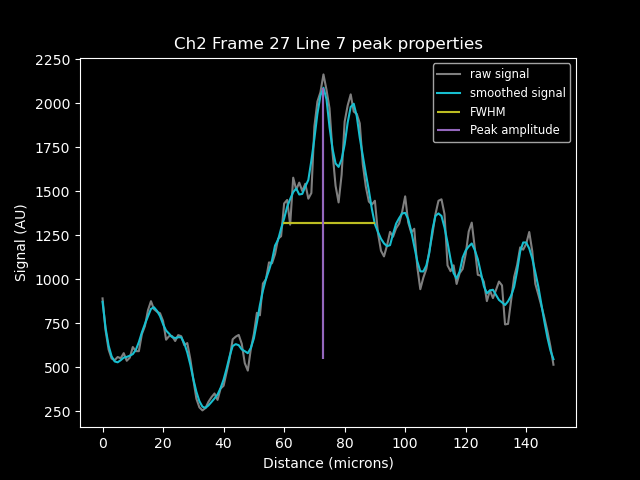 Ch2 Frame 27 Line 7 peak properties
raw signal
smoothed signal
FWHM
Peak amplitude
Signal (AU)
2250
2000
1750
1500
1250
1000
750
500
250
0 20 40 60 80 100 120 140
Distance (microns)